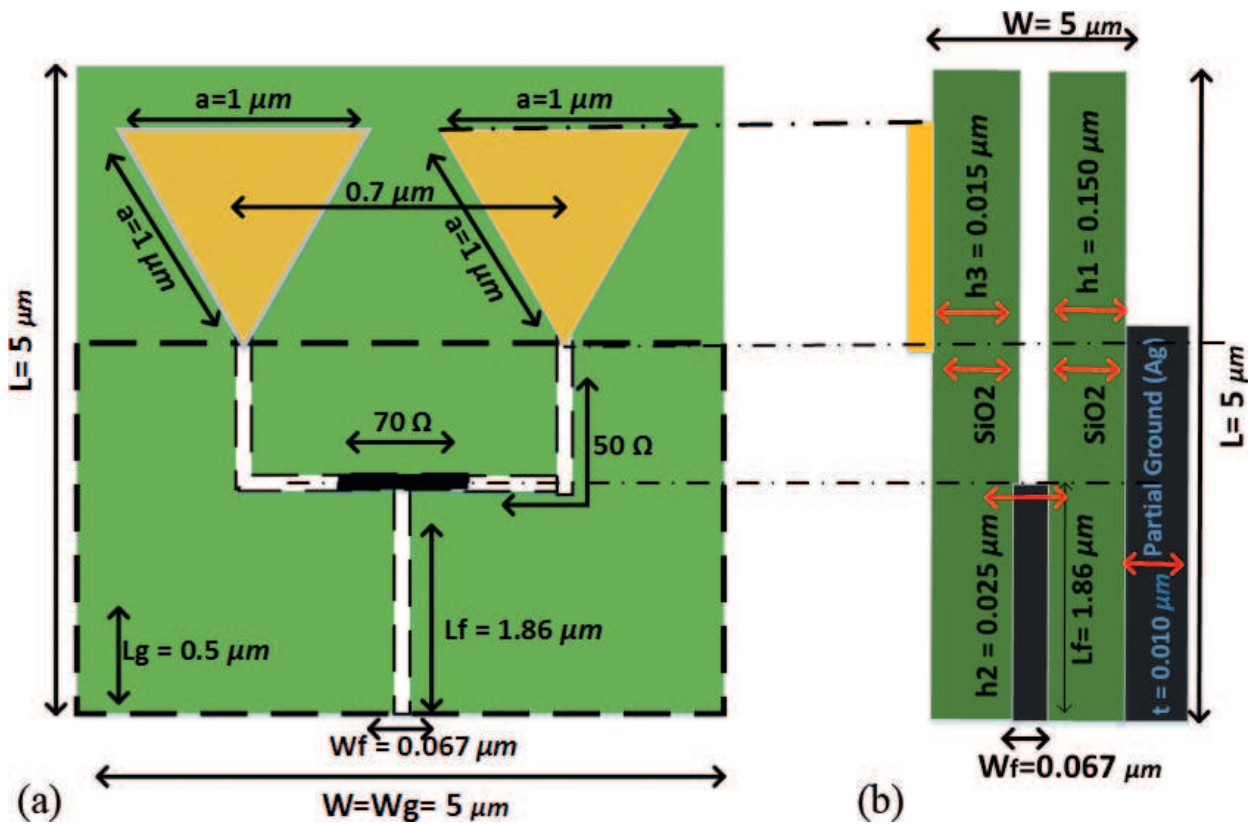 a=1 μm
a=1 μm
a=1 μm
a=1 μm
0.7 μm
L= 5 μm
70 Ω
50 Ω
Lg = 0.5 μm
Lf = 1.86 μm
Wf = 0.067 μm
W=Wg= 5 μm
(a)
W= 5 μm
h3 = 0.015 μm
h1 = 0.150 μm
SiO2
SiO2
h2 = 0.025 μm
Lf= 1.86 μm
t = 0.010 μm
Partial Ground (Ag)
L= 5 μm
Wf=0.067 μm
(b)